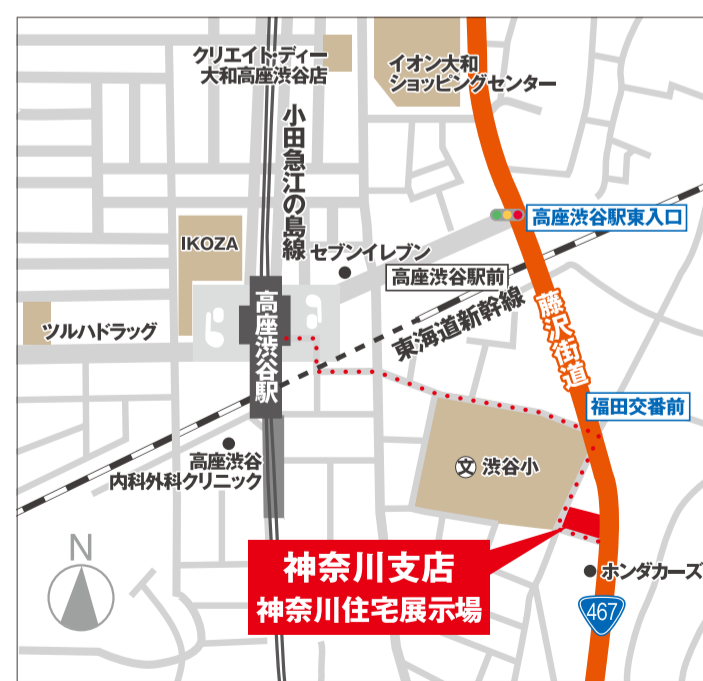 クリエイト・ディー
大和高座渋谷店
イオン大和
ショッピングセンター
小田急江の島線
高座渋谷駅東入口
IKOZA
セブンイレブン
高座渋谷駅前
東海道新幹線
藤沢街道
ツルハドラッグ
高座渋谷駅
福田交番前
高座渋谷
内科外科クリニック
文 渋谷小
N
神奈川支店
神奈川住宅展示場
ホンダカーズ
467